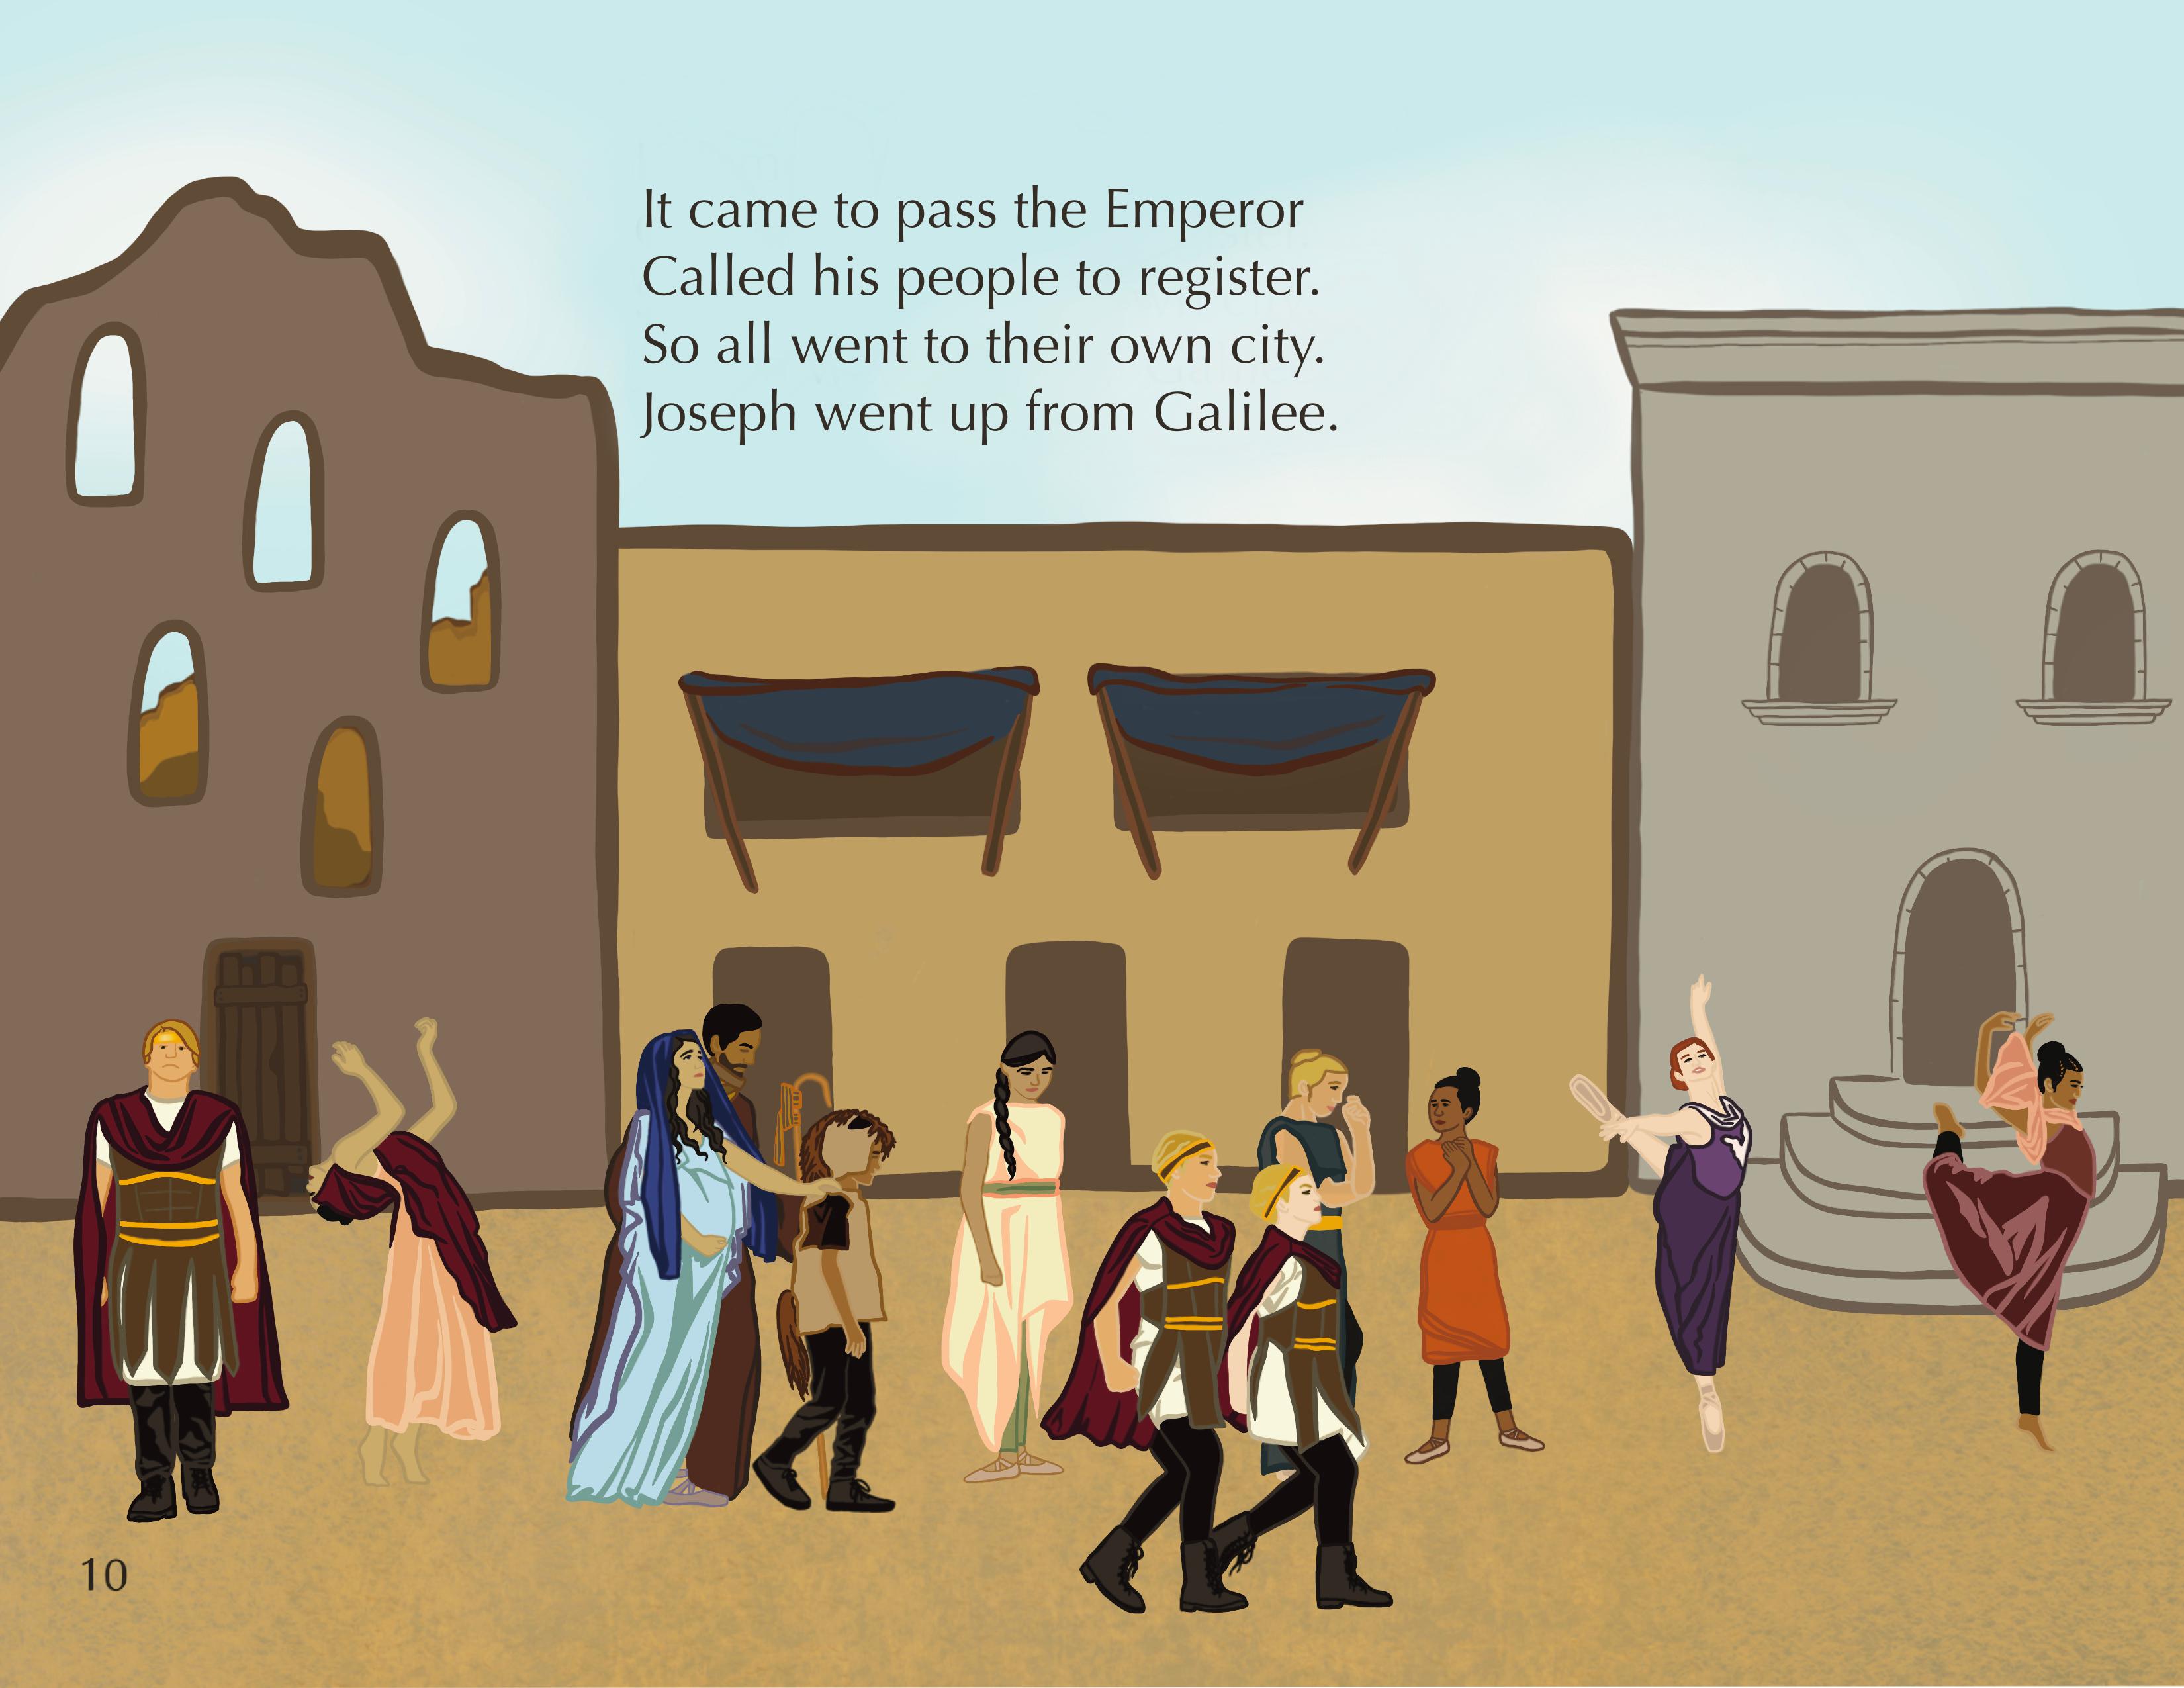 It came to pass the Emperor
Called his people to register.
So all went to their own city.
Joseph went up from Galilee.
10